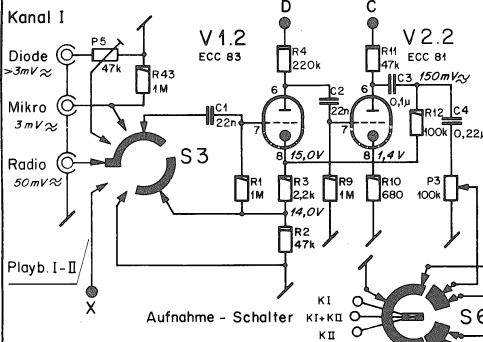 Kanal I
D
C
Diode
>3mV≈
P5
47k
R43
1M
V1.2
ECC 83
R4
220k
R11
47k
V2.2
ECC 81
C3
0,1µ
150mV≈
Mikro
3mV≈
C1
22n
6
7
8
C2
22n
6
7
8
R12
100k
C4
0,22µ
Radio
50mV≈
S3
15,0V
1,4V
R1
1M
R3
2,2k
R9
1M
R10
680
P3
100k
14,0V
R2
47k
Playb. I-II
X
Aufnahme - Schalter
KI
KI+KII
KII
S6